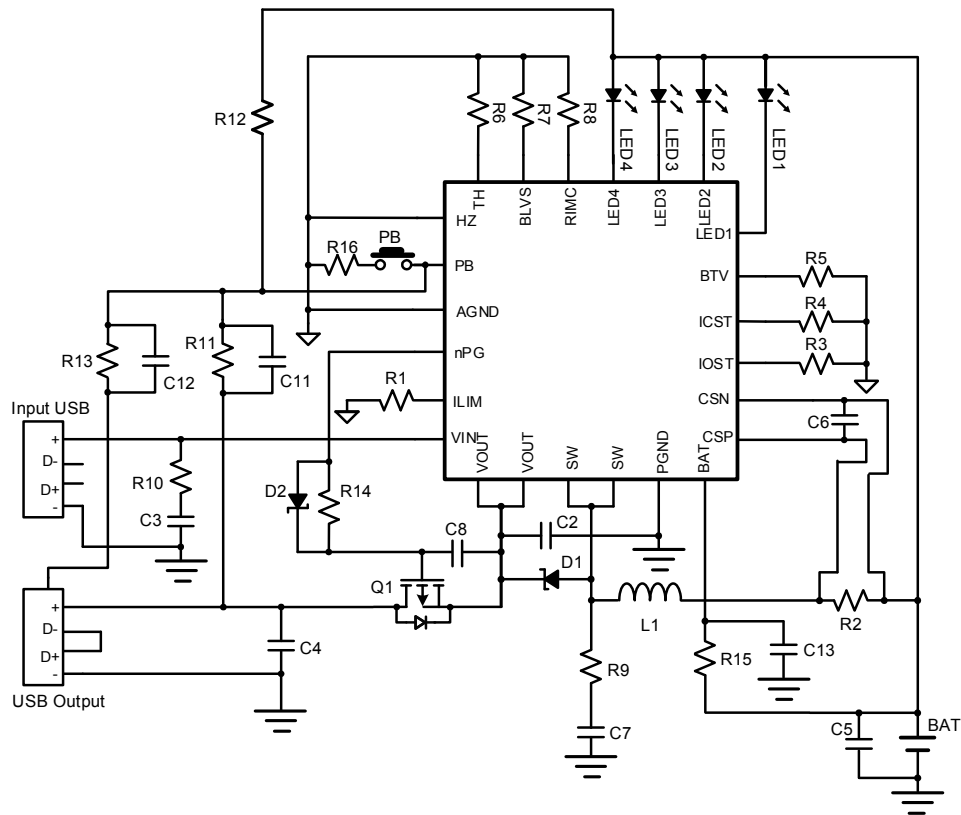 R12
R6
R7
R8
LED4
LED3
LED2
LED1
TH
BLVS
RIMC
LED4
LED3
LED2
LED1
HZ
R16
PB
PB
BTV
R5
AGND
ICST
R4
nPG
IOST
R3
R13
C12
R11
C11
R1
ILIM
CSN
C6
CSP
Input USB
+
D-
D+
-
VIN
VOUT
VOUT
SW
SW
PGND
BAT
R10
C3
D2
R14
C8
C2
D1
Q1
L1
R2
+
D-
D+
-
USB Output
C4
R9
C7
R15
C13
C5
BAT